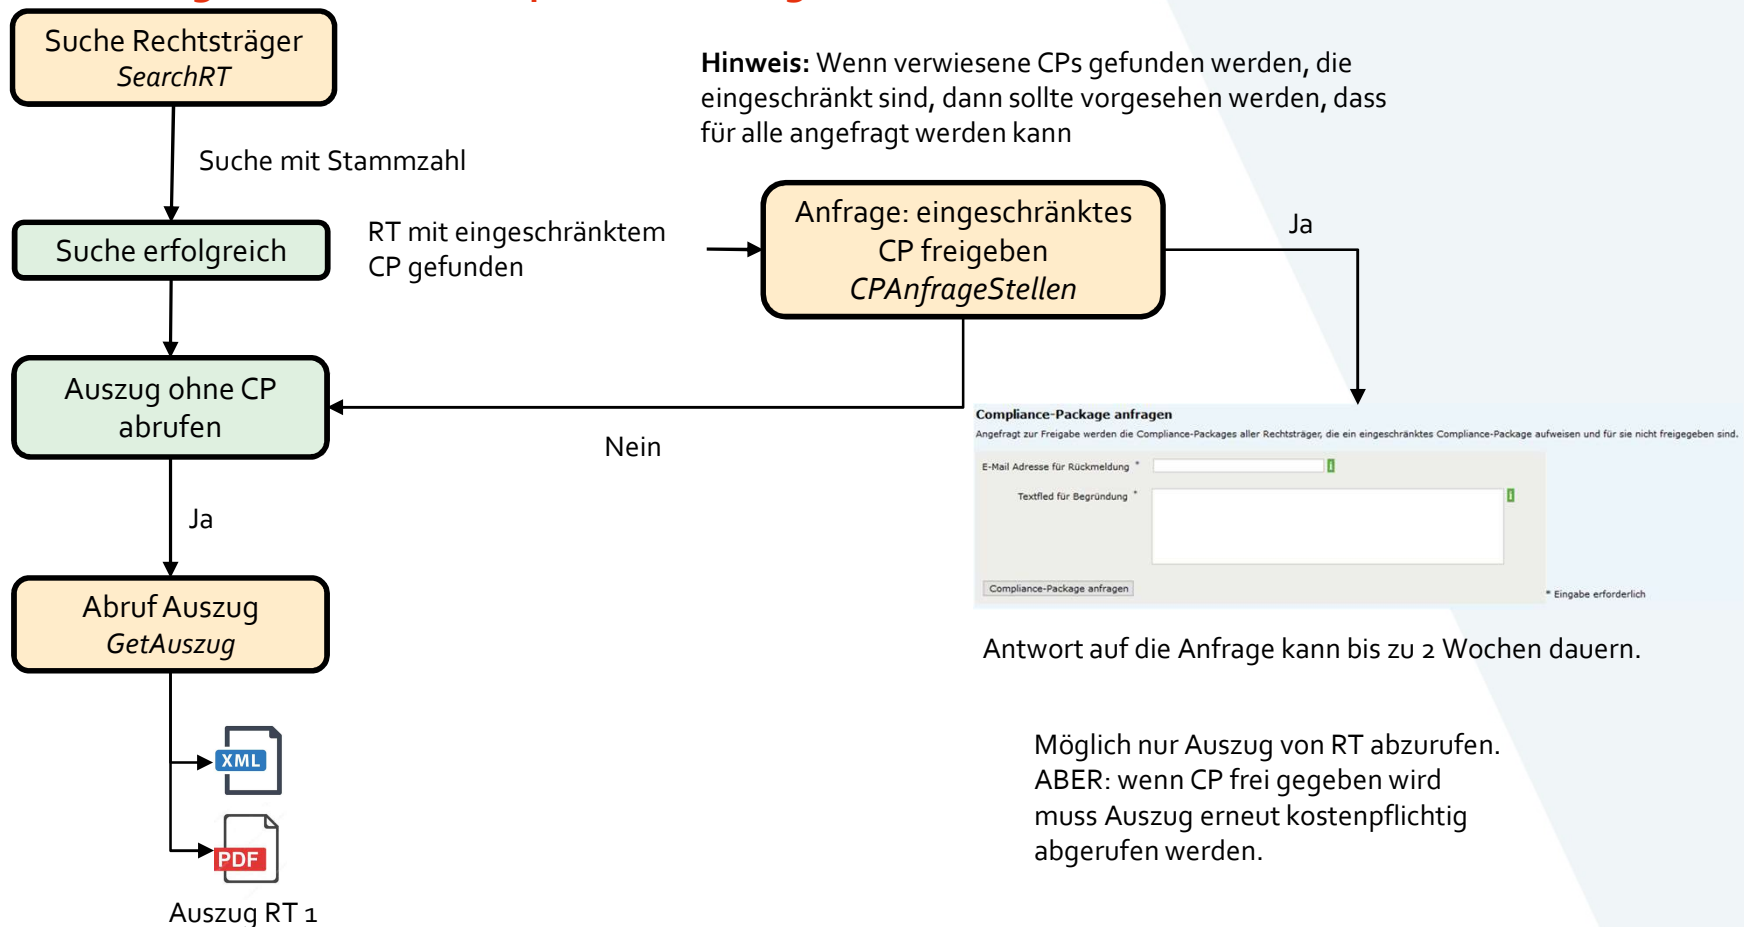 Suche Rechtsträger
SearchRT
Hinweis: Wenn verwiesene CPs gefunden werden, die
eingeschränkt sind, dann sollte vorgesehen werden, dass
für alle angefragt werden kann
Suche mit Stammzahl
Suche erfolgreich
RT mit eingeschränktem
CP gefunden
Anfrage: eingeschränktes
CP freigeben
CPAnfrageStellen
Ja
Auszug ohne CP
abrufen
Nein
Compliance-Package anfragen
Angefragt zur Freigabe werden die Compliance-Packages aller Rechtsträger, die ein eingeschränktes Compliance-Package aufweisen und für sie nicht freigegeben sind.
E-Mail Adresse für Rückmeldung *
i
Textfled für Begründung *
i
Compliance-Package anfragen
* Eingabe erforderlich
Ja
Abruf Auszug
GetAuszug
Antwort auf die Anfrage kann bis zu 2 Wochen dauern.
XML
PDF
Auszug RT 1
Möglich nur Auszug von RT abzurufen.
ABER: wenn CP frei gegeben wird
muss Auszug erneut kostenpflichtig
abgerufen werden.